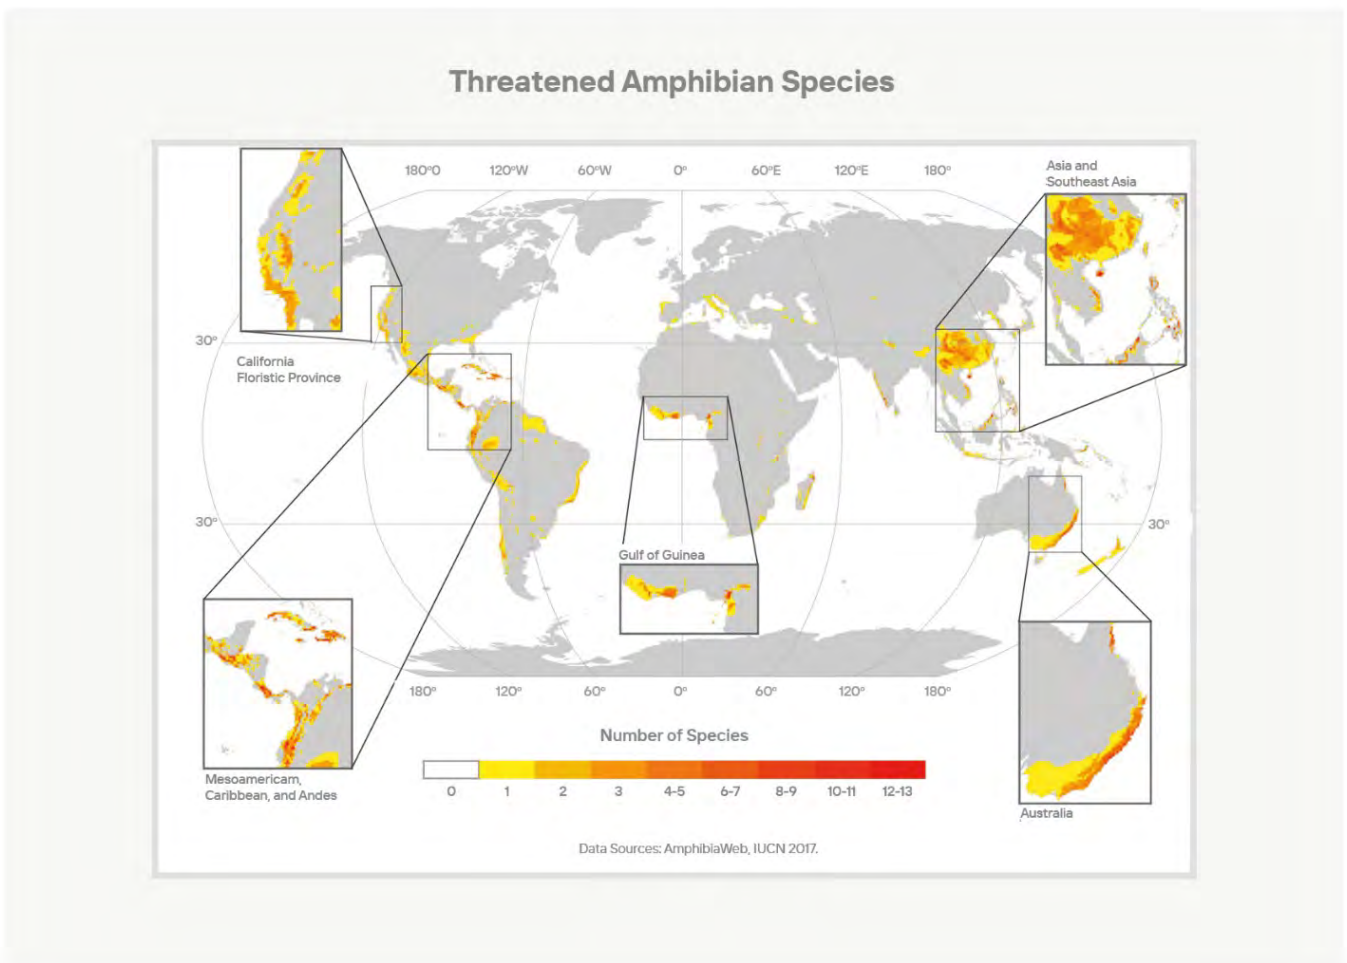 Threatened Amphibian Species
180°0 120°W 60°W 0° 60°E 120°E 180°
Asia and
Southeast Asia
30°
California
Floristic Province
30°
30°
Gulf of Guinea
180° 120° 60° 0° 60° 120° 180°
Number of Species
0 1 2 3 4-5 6-7 8-9 10-11 12-13
Mesoamericam,
Caribbean, and Andes
Australia
Data Sources: AmphibiaWeb, IUCN 2017.